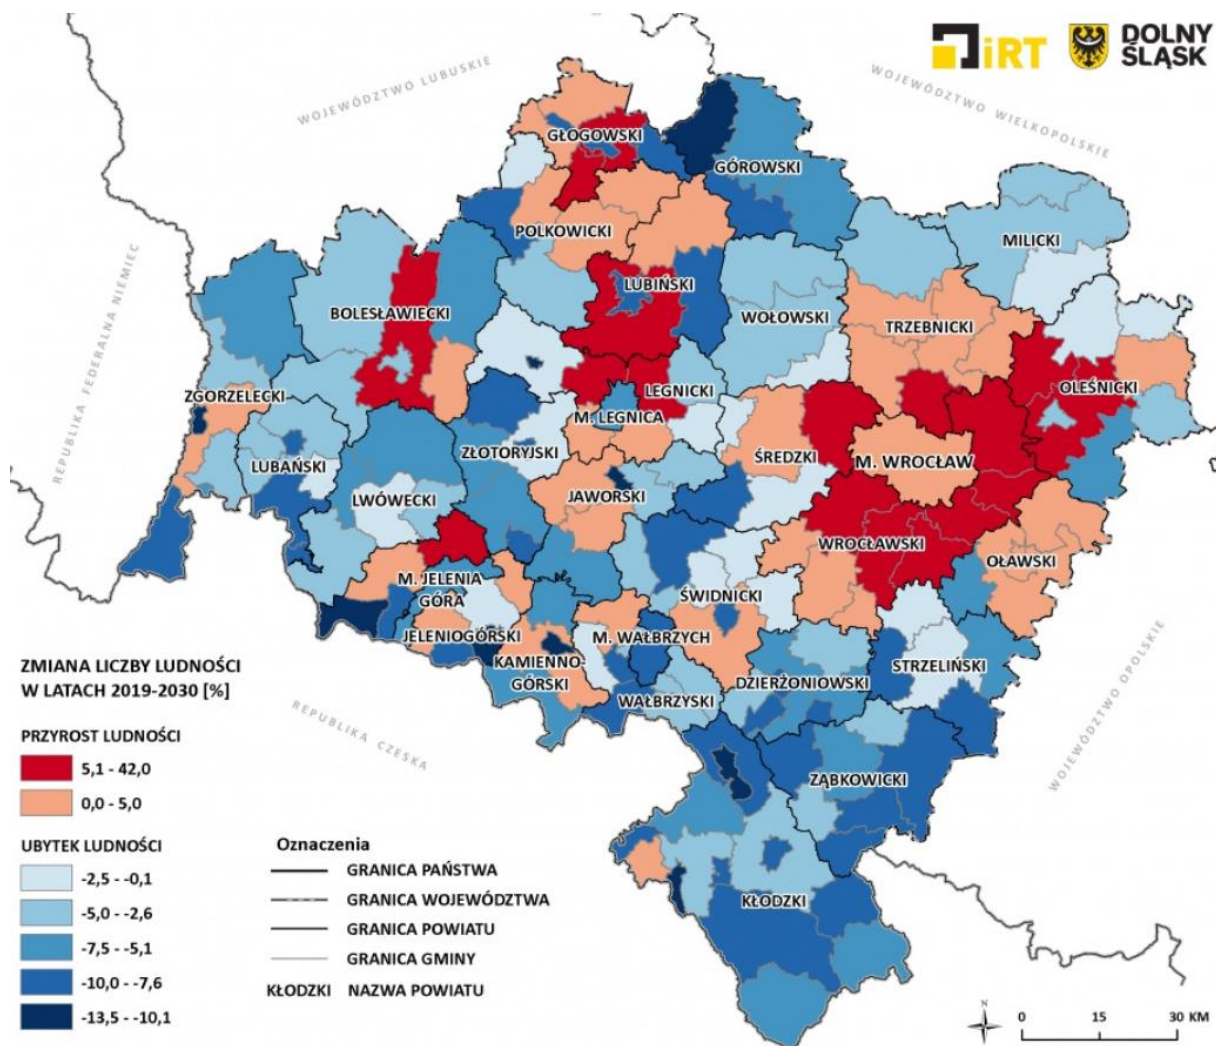 iRT
DOLNY
ŚLĄSK
WOJEWÓDZTWO LUBUSKIE
WOJEWÓDZTWO WIELKOPOLSKIE
REPUBLIKA FEDERALNA NIEMIEC
GŁOGOWSKI
GÓROWSKI
POLKOWICKI
MILICKI
LUBIŃSKI
BOLESŁAWIECKI
WOŁOWSKI
TRZEBNICKI
OLEŚNICKI
ZGORZELECKI
LEGNICKI
M. LEGNICA
ZŁOTORYJSKI
ŚREDZKI
M. WROCŁAW
LUBAŃSKI
LWÓWECKI
JAWORSKI
WROCŁAWSKI
OŁAWSKI
M. JELENIA
GÓRA
ŚWIDNICKI
JELENIOGÓRSKI
M. WAŁBRZYCH
KAMIENNO-
GÓRSKI
STRZELIŃSKI
DZIERŻONIOWSKI
WAŁBRZYSKI
ZĄBKOWICKI
KŁODZKI
REPUBLIKA CZESKA
WOJEWÓDZTWO OPOLSKIE
ZMIANA LICZBY LUDNOŚCI
W LATACH 2019-2030 [%]
PRZYROST LUDNOŚCI
5,1 - 42,0
0,0 - 5,0
UBYTEK LUDNOŚCI
-2,5 - -0,1
-5,0 - -2,6
-7,5 - -5,1
-10,0 - -7,6
-13,5 - -10,1
Oznaczenia
GRANICA PAŃSTWA
GRANICA WOJEWÓDZTWA
GRANICA POWIATU
GRANICA GMINY
KŁODZKI NAZWA POWIATU
N
0 15 30 KM